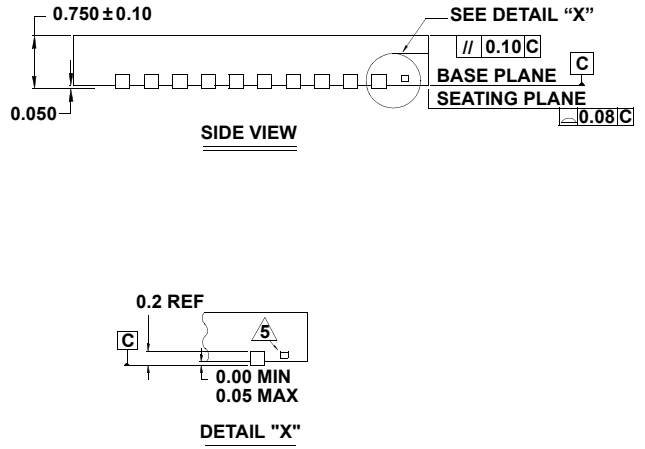 0.750 ± 0.10
SEE DETAIL “X”
// 0.10 C
C
BASE PLANE
SEATING PLANE
0.050
0.08 C
SIDE VIEW
0.2 REF
5
C
0.00 MIN
0.05 MAX
DETAIL "X"